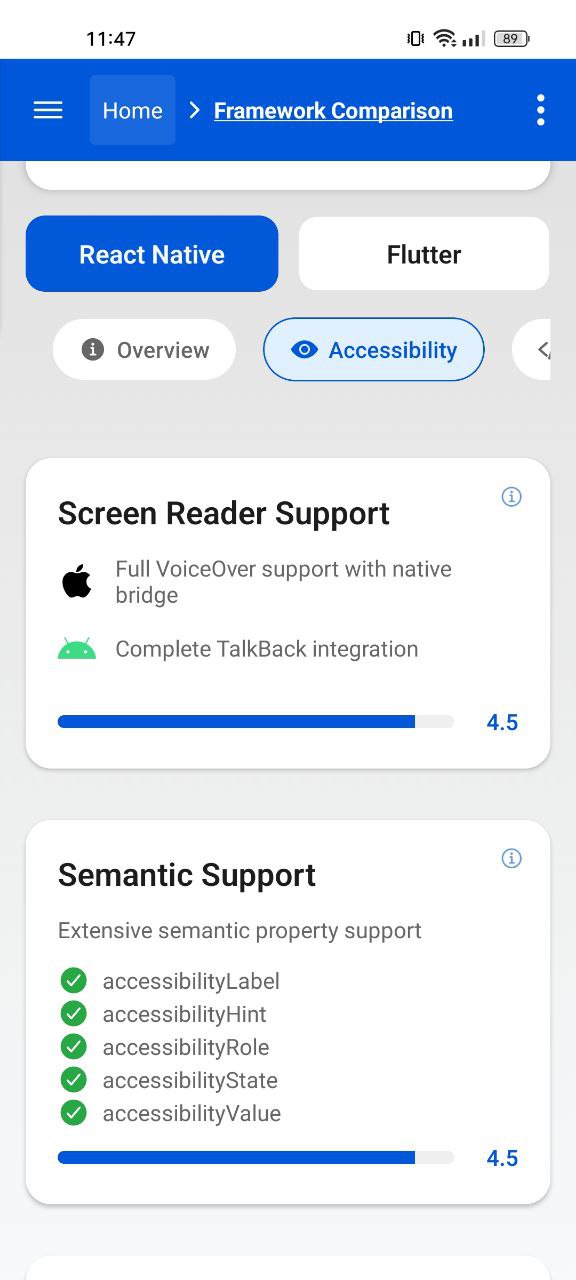 11:47
89
Home
Framework Comparison
React Native
Flutter
Overview
Accessibility
Screen Reader Support
Full VoiceOver support with native
bridge
Complete TalkBack integration
4.5
Semantic Support
Extensive semantic property support
accessibilityLabel
accessibilityHint
accessibilityRole
accessibilityState
accessibilityValue
4.5